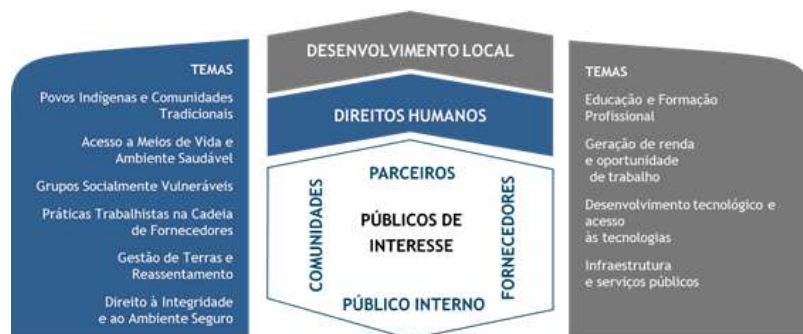 TEMAS
Povos Indígenas e Comunidades
Tradicionais
Acesso a Meios de Vida e
Ambiente Saudável
Grupos Socialmente Vulneráveis
Práticas Trabalhistas na Cadeia
de Fornecedores
Gestão de Terras e
Reassentamento
Direito à Integridade
e ao Ambiente Seguro
DESENVOLVIMENTO LOCAL
DIREITOS HUMANOS
PARCEIROS
COMUNIDADES
PÚBLICOS DE
INTERESSE
FORNECEDORES
PÚBLICO INTERNO
TEMAS
Educação e Formação
Profissional
Geração de renda
e oportunidade
de trabalho
Desenvolvimento tecnológico e
acesso
às tecnologias
Infraestrutura
e serviços públicos